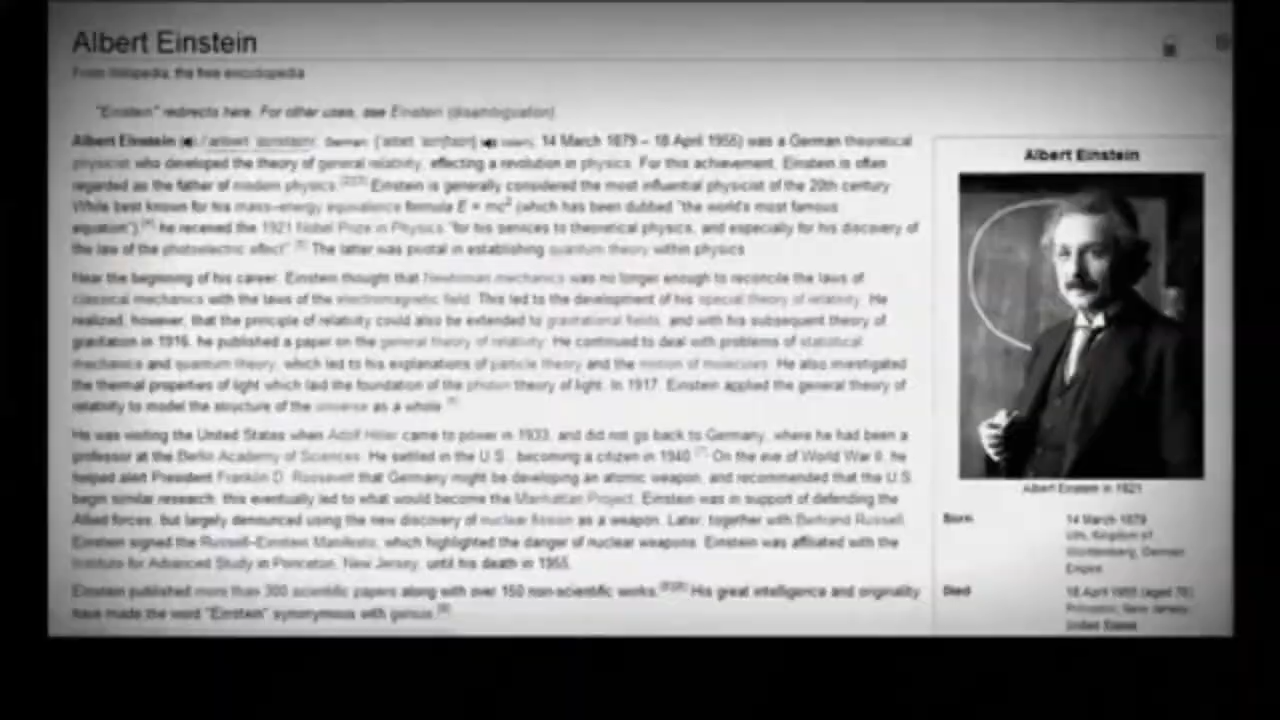 Albert Einstein
From Wikipedia, the free encyclopedia
"Einstein" redirects here. For other uses, see Einstein (disambiguation).
Albert Einstein 14 March 1879 – 18 April 1955) was a German theoretical
physicist who developed the theory of general relativity, effecting a revolution in physics. For this achievement, Einstein is often
regarded as the father of modern physics. Einstein is generally considered the most influential physicist of the 20th century.
While best known for his mass–energy equivalence formula E = mc² (which has been dubbed "the world's most famous
equation"),[4] he received the 1921 Nobel Prize in Physics "for his services to theoretical physics, and especially for his discovery of
the law of the photoelectric effect". The latter was pivotal in establishing quantum theory within physics.
Near the beginning of his career, Einstein thought that Newtonian mechanics was no longer enough to reconcile the laws of
classical mechanics with the laws of the electromagnetic field. This led to the development of his special theory of relativity. He
realized, however, that the principle of relativity could also be extended to gravitational fields, and with his subsequent theory of
gravitation in 1916, he published a paper on the general theory of relativity. He continued to deal with problems of statistical
mechanics and quantum theory, which led to his explanations of particle theory and the motion of molecules. He also investigated
the thermal properties of light which laid the foundation of the photon theory of light. In 1917, Einstein applied the general theory of
relativity to model the structure of the universe as a whole.
He was visiting the United States when Adolf Hitler came to power in 1933, and did not go back to Germany, where he had been a
professor at the Berlin Academy of Sciences. He settled in the U.S., becoming a citizen in 1940.[7] On the eve of World War II, he
helped alert President Franklin D. Roosevelt that Germany might be developing an atomic weapon, and recommended that the U.S.
begin similar research; this eventually led to what would become the Manhattan Project. Einstein was in support of defending the
Allied forces, but largely denounced using the new discovery of nuclear fission as a weapon. Later, together with Bertrand Russell,
Einstein signed the Russell–Einstein Manifesto, which highlighted the danger of nuclear weapons. Einstein was affiliated with the
Institute for Advanced Study in Princeton, New Jersey, until his death in 1955.
Einstein published more than 300 scientific papers along with over 150 non-scientific works. His great intelligence and originality
have made the word "Einstein" synonymous with genius.
Albert Einstein
Albert Einstein in 1921
Born 14 March 1879
Ulm, Kingdom of
Württemberg, German
Empire
Died 18 April 1955 (aged 76)
Princeton, New Jersey,
United States